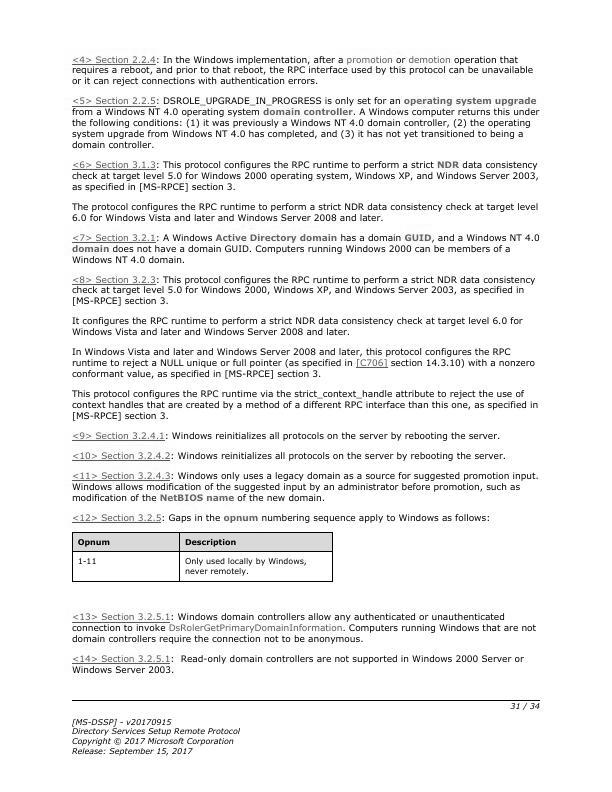 <4> Section 2.2.4: In the Windows implementation, after a promotion or demotion operation that
requires a reboot, and prior to that reboot, the RPC interface used by this protocol can be unavailable
or it can reject connections with authentication errors.
<5> Section 2.2.5: DSROLE_UPGRADE_IN_PROGRESS is only set for an operating system upgrade
from a Windows NT 4.0 operating system domain controller. A Windows computer returns this under
the following conditions: (1) it was previously a Windows NT 4.0 domain controller, (2) the operating
system upgrade from Windows NT 4.0 has completed, and (3) it has not yet transitioned to being a
domain controller.
<6> Section 3.1.3: This protocol configures the RPC runtime to perform a strict NDR data consistency
check at target level 5.0 for Windows 2000 operating system, Windows XP, and Windows Server 2003,
as specified in [MS-RPCE] section 3.
The protocol configures the RPC runtime to perform a strict NDR data consistency check at target level
6.0 for Windows Vista and later and Windows Server 2008 and later.
<7> Section 3.2.1: A Windows Active Directory domain has a domain GUID, and a Windows NT 4.0
domain does not have a domain GUID. Computers running Windows 2000 can be members of a
Windows NT 4.0 domain.
<8> Section 3.2.3: This protocol configures the RPC runtime to perform a strict NDR data consistency
check at target level 5.0 for Windows 2000, Windows XP, and Windows Server 2003, as specified in
[MS-RPCE] section 3.
It configures the RPC runtime to perform a strict NDR data consistency check at target level 6.0 for
Windows Vista and later and Windows Server 2008 and later.
In Windows Vista and later and Windows Server 2008 and later, this protocol configures the RPC
runtime to reject a NULL unique or full pointer (as specified in [C706] section 14.3.10) with a nonzero
conformant value, as specified in [MS-RPCE] section 3.
This protocol configures the RPC runtime via the strict_context_handle attribute to reject the use of
context handles that are created by a method of a different RPC interface than this one, as specified in
[MS-RPCE] section 3.
<9> Section 3.2.4.1: Windows reinitializes all protocols on the server by rebooting the server.
<10> Section 3.2.4.2: Windows reinitializes all protocols on the server by rebooting the server.
<11> Section 3.2.4.3: Windows only uses a legacy domain as a source for suggested promotion input.
Windows allows modification of the suggested input by an administrator before promotion, such as
modification of the NetBIOS name of the new domain.
<12> Section 3.2.5: Gaps in the opnum numbering sequence apply to Windows as follows:
Opnum Description
1-11 Only used locally by Windows,
never remotely.
<13> Section 3.2.5.1: Windows domain controllers allow any authenticated or unauthenticated
connection to invoke DsRolerGetPrimaryDomainInformation. Computers running Windows that are not
domain controllers require the connection not to be anonymous.
<14> Section 3.2.5.1: Read-only domain controllers are not supported in Windows 2000 Server or
Windows Server 2003.
31 / 34
[MS-DSSP] - v20170915
Directory Services Setup Remote Protocol
Copyright © 2017 Microsoft Corporation
Release: September 15, 2017